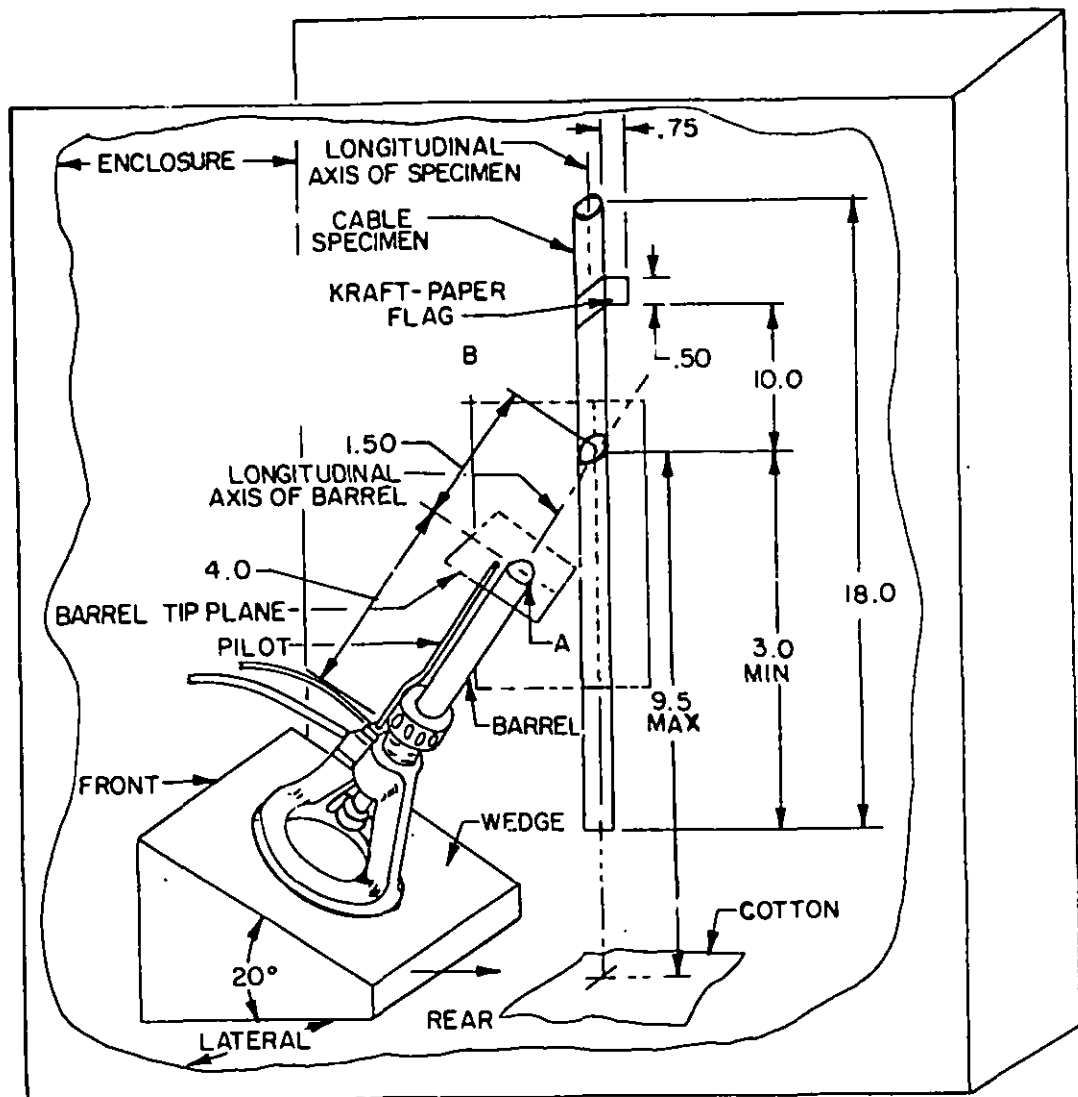 .75
LONGITUDINAL
AXIS OF SPECIMEN
ENCLOSURE
CABLE
SPECIMEN
KRAFT-PAPER
FLAG
B
.50
10.0
1.50
LONGITUDINAL
AXIS OF BARREL
4.0
BARREL TIP PLANE
18.0
PILOT
A
3.0
MIN
9.5
MAX
BARREL
FRONT
WEDGE
COTTON
20°
REAR
LATERAL